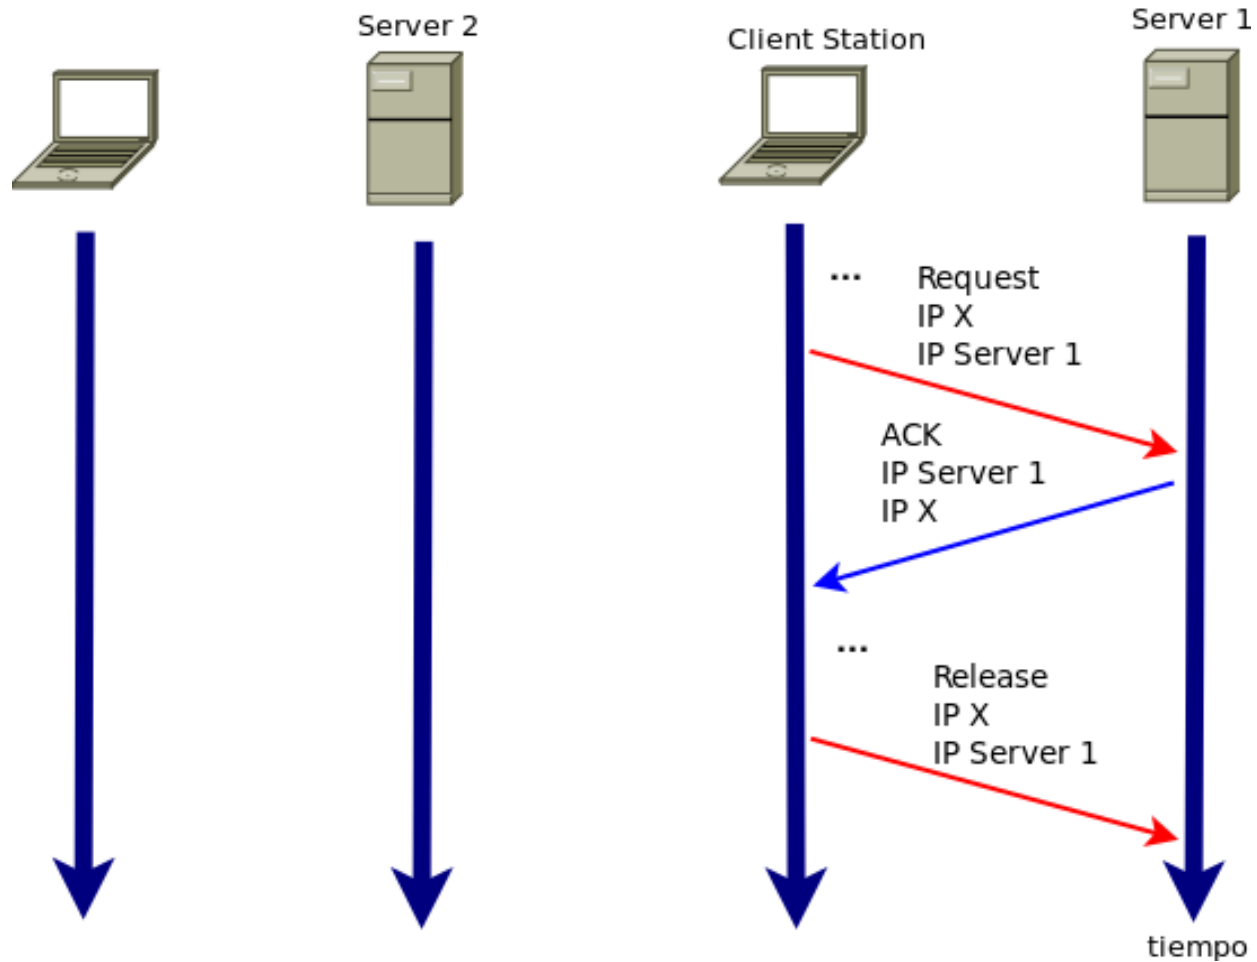 Server 2
Client Station
Server 1
...
Request
IP X
IP Server 1
ACK
IP Server 1
IP X
...
Release
IP X
IP Server 1
tiempo